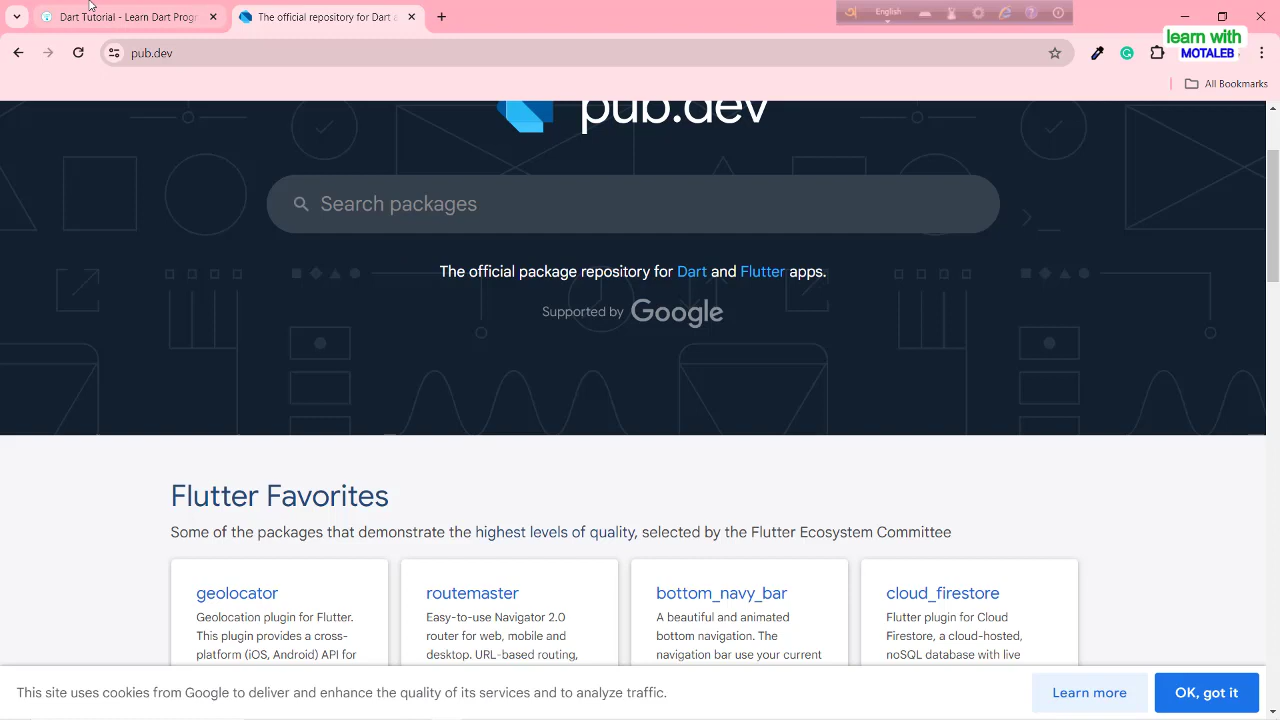 Dart Tutorial - Learn Dart Prog
The official repository for Dart a
English
learn with
MOTALEB
pub.dev
All Bookmarks
pub.dev
Search packages
The official package repository for Dart and Flutter apps.
Supported by Google
Flutter Favorites
Some of the packages that demonstrate the highest levels of quality, selected by the Flutter Ecosystem Committee
geolocator
Geolocation plugin for Flutter.
This plugin provides a cross-
platform (iOS, Android) API for
routemaster
Easy-to-use Navigator 2.0
router for web, mobile and
desktop. URL-based routing,
bottom_navy_bar
A beautiful and animated
bottom navigation. The
navigation bar use your current
cloud_firestore
Flutter plugin for Cloud
Firestore, a cloud-hosted,
noSQL database with live
This site uses cookies from Google to deliver and enhance the quality of its services and to analyze traffic.
Learn more
OK, got it